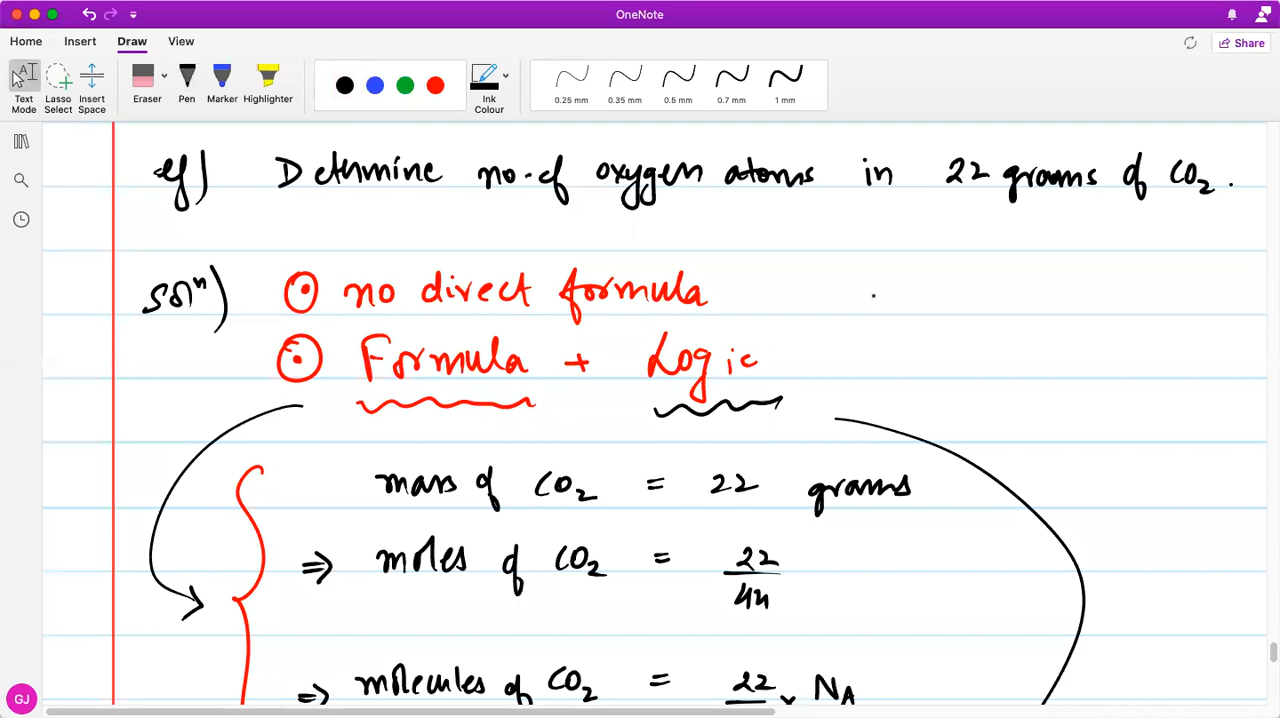 OneNote
Home Insert Draw View
Share
Text Mode
Lasso Select
Insert Space
Eraser
Pen
Marker
Highlighter
Ink Colour
0.25 mm
0.35 mm
0.5 mm
0.7 mm
1 mm
eg) Determine no. of oxygen atoms in 22 grams of CO₂.
Solⁿ) ⊙ no direct formula
⊙ Formula + Logic
mass of CO₂ = 22 grams
⇒ moles of CO₂ = 22/44
⇒ molecules of CO₂ = 22 × N_A
GJ